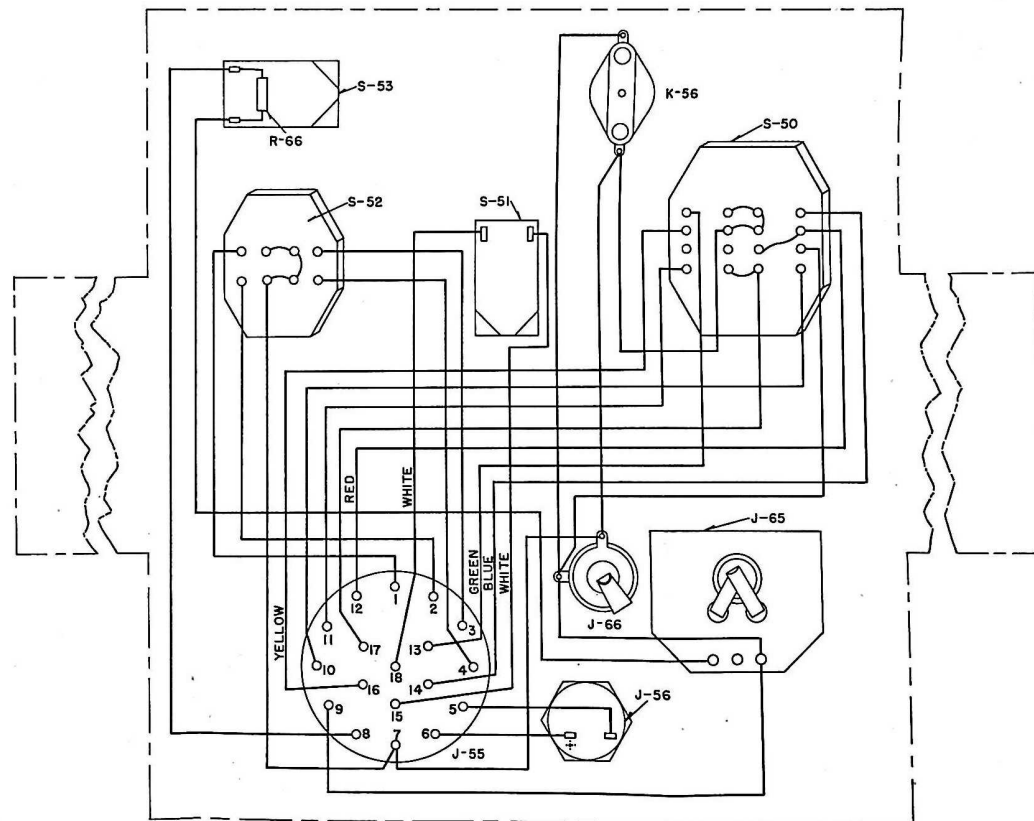 S-53
R-66
K-56
S-50
S-52
S-51
RED
WHITE
YELLOW
GREEN
BLUE
WHITE
J-65
J-66
1
2
12
3
11
17
13
10
18
4
16
14
9
15
5
8
7
6
J-55
J-56
+